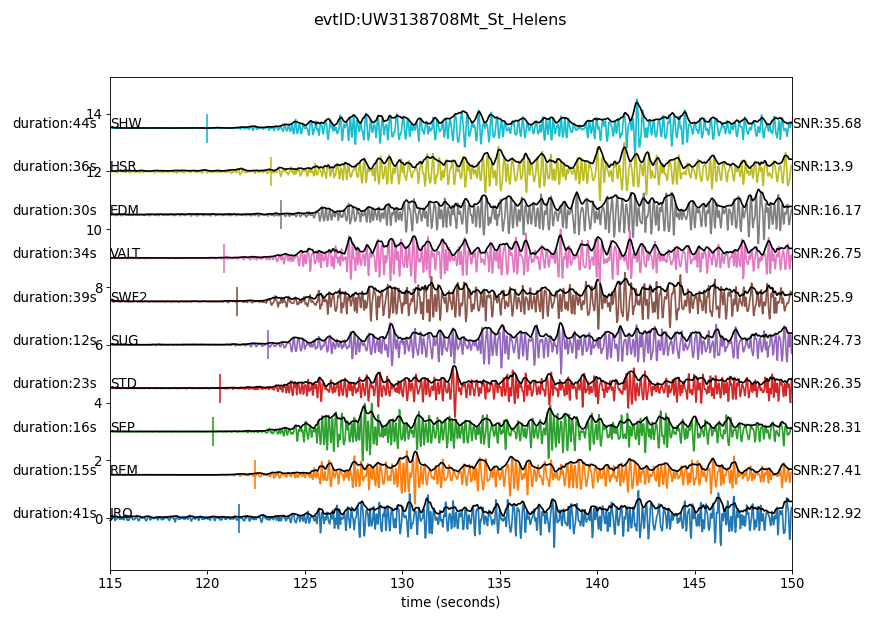 evtID:UW3138708Mt_St_Helens
14
duration:44s SHW SNR:35.68
duration:36s HSR SNR:13.9
12
duration:30s EDM SNR:16.17
10
duration:34s VALT SNR:26.75
8
duration:39s SWF2 SNR:25.9
duration:12s SUG SNR:24.73
6
duration:23s STD SNR:26.35
4
duration:16s SEP SNR:28.31
2
duration:15s REM SNR:27.41
duration:41s JRO SNR:12.92
0
115 120 125 130 135 140 145 150
time (seconds)